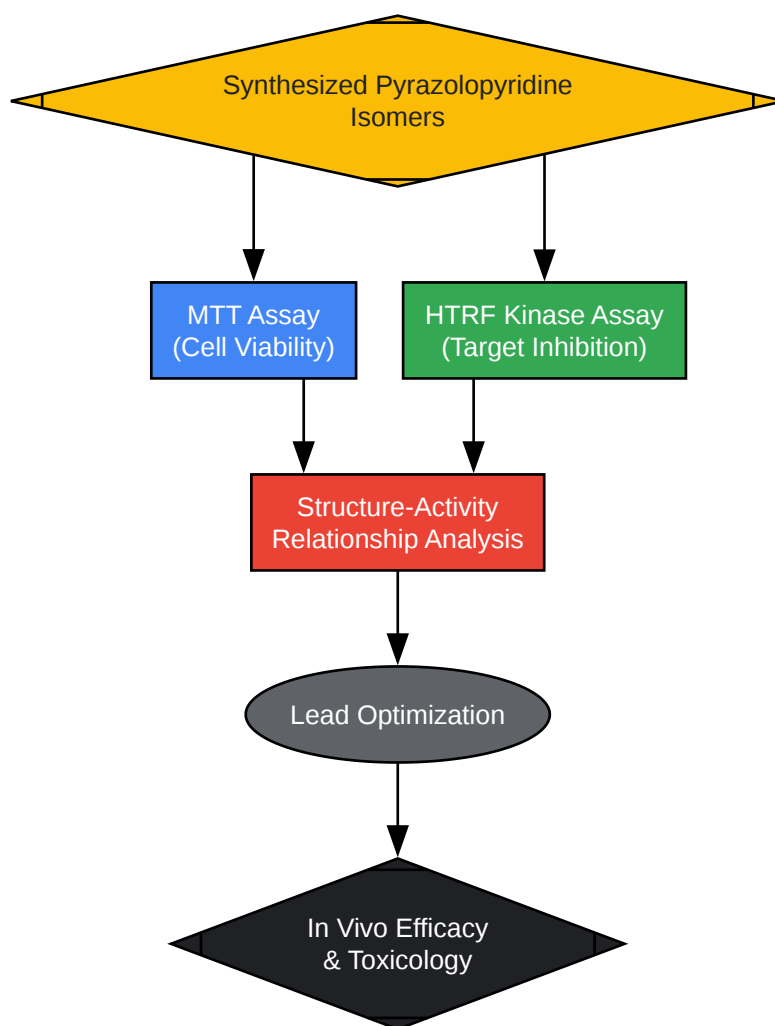 Synthesized Pyrazolopyridine
Isomers
MTT Assay
(Cell Viability)
HTRF Kinase Assay
(Target Inhibition)
Structure-Activity
Relationship Analysis
Lead Optimization
In Vivo Efficacy
& Toxicology